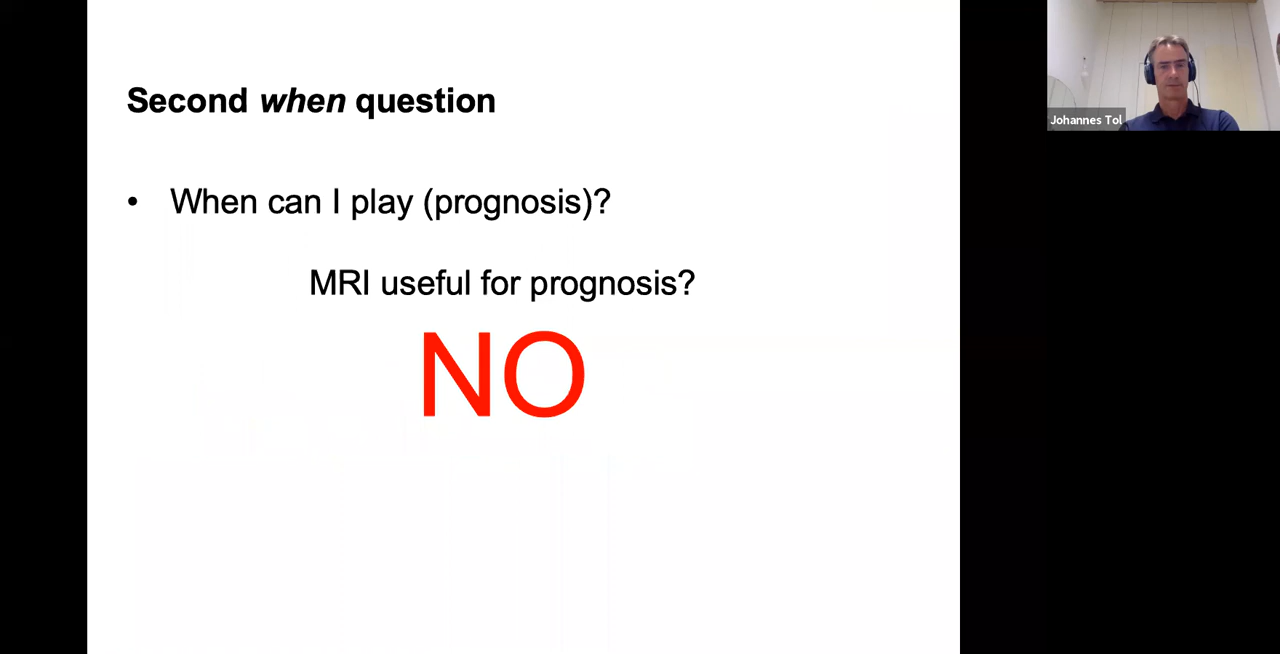 Second when question
• When can I play (prognosis)?
MRI useful for prognosis?
NO
Johannes Tol